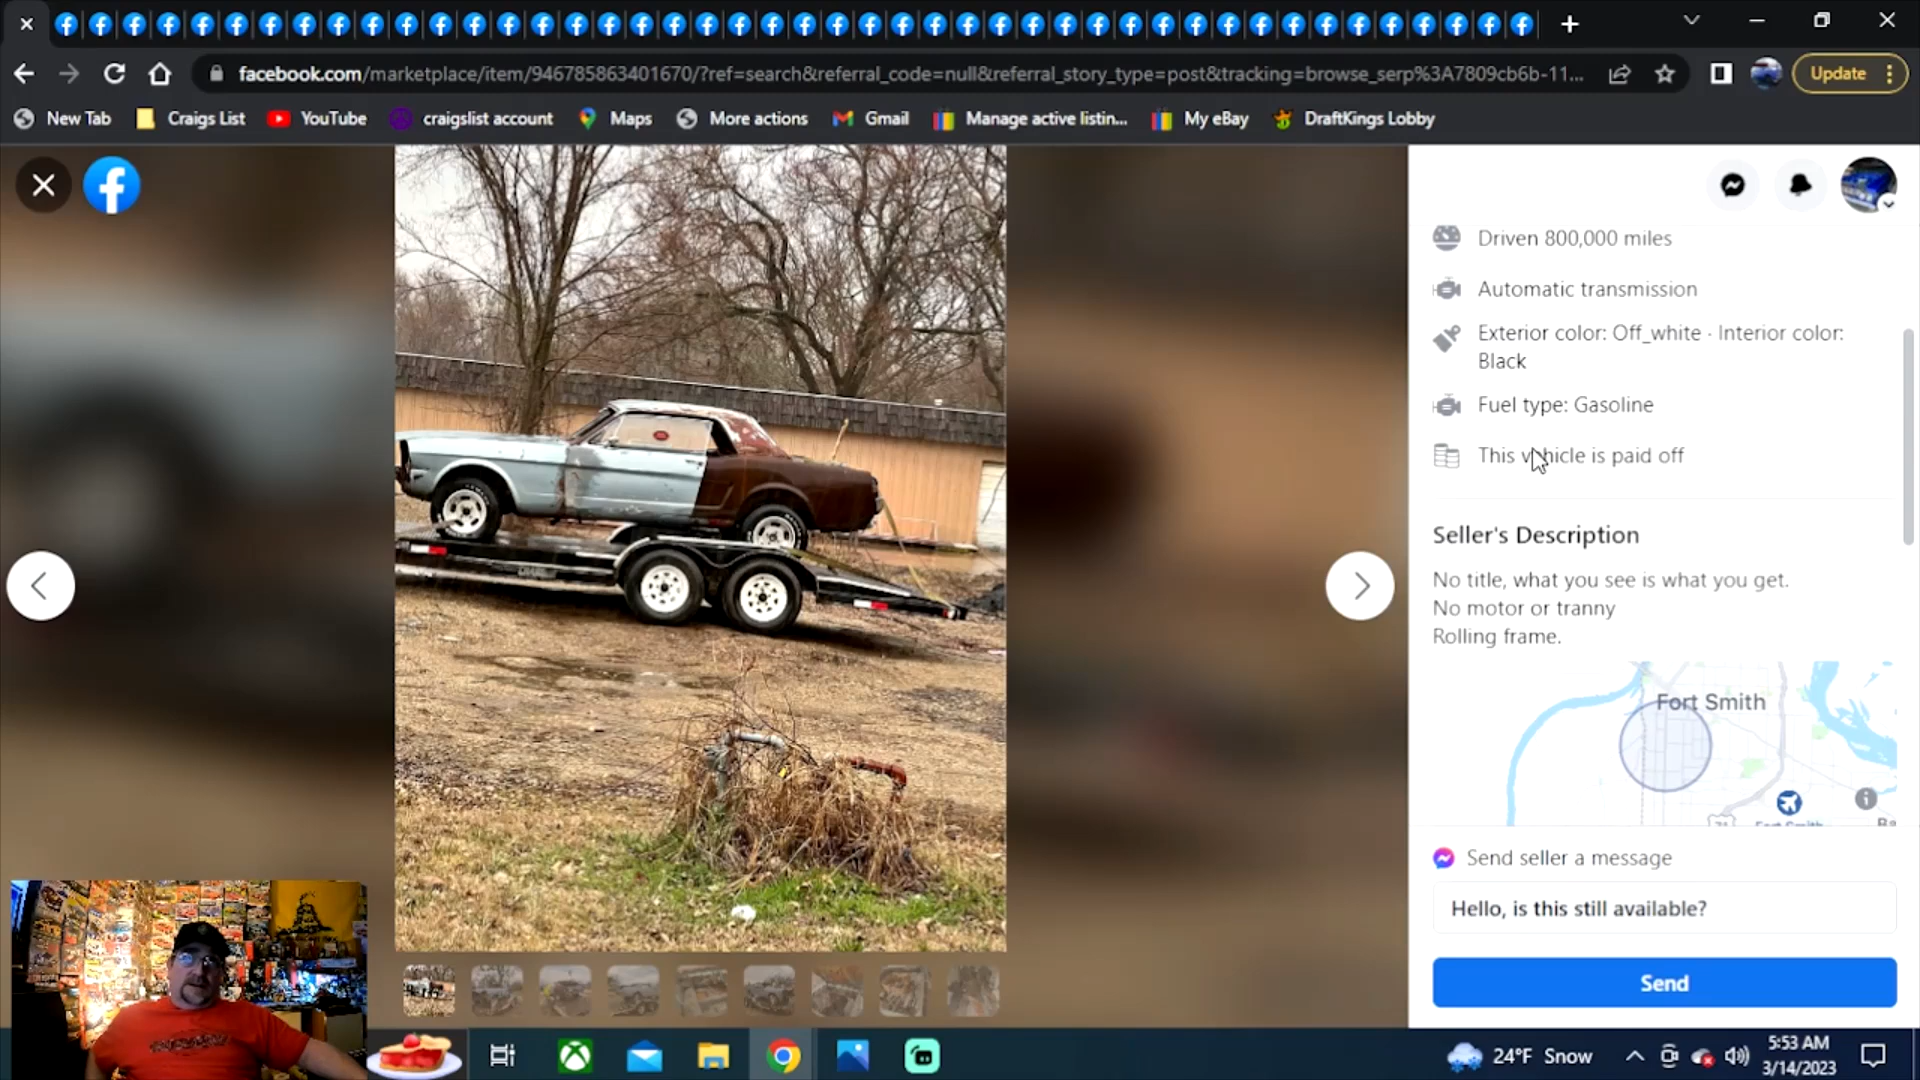 facebook.com/marketplace/item/946785863401670/?ref=search&referral_code=null&referral_story_type=post&tracking=browse_serp%3A7809cb6b-11...
Update
New Tab
Craigs List
YouTube
craigslist account
Maps
More actions
Gmail
Manage active listin...
My eBay
DraftKings Lobby
Driven 800,000 miles
Automatic transmission
Exterior color: Off_white · Interior color:
Black
Fuel type: Gasoline
This vehicle is paid off
Seller's Description
No title, what you see is what you get.
No motor or tranny
Rolling frame.
Fort Smith
Send seller a message
Hello, is this still available?
Send
24°F Snow
5:53 AM
3/14/2023